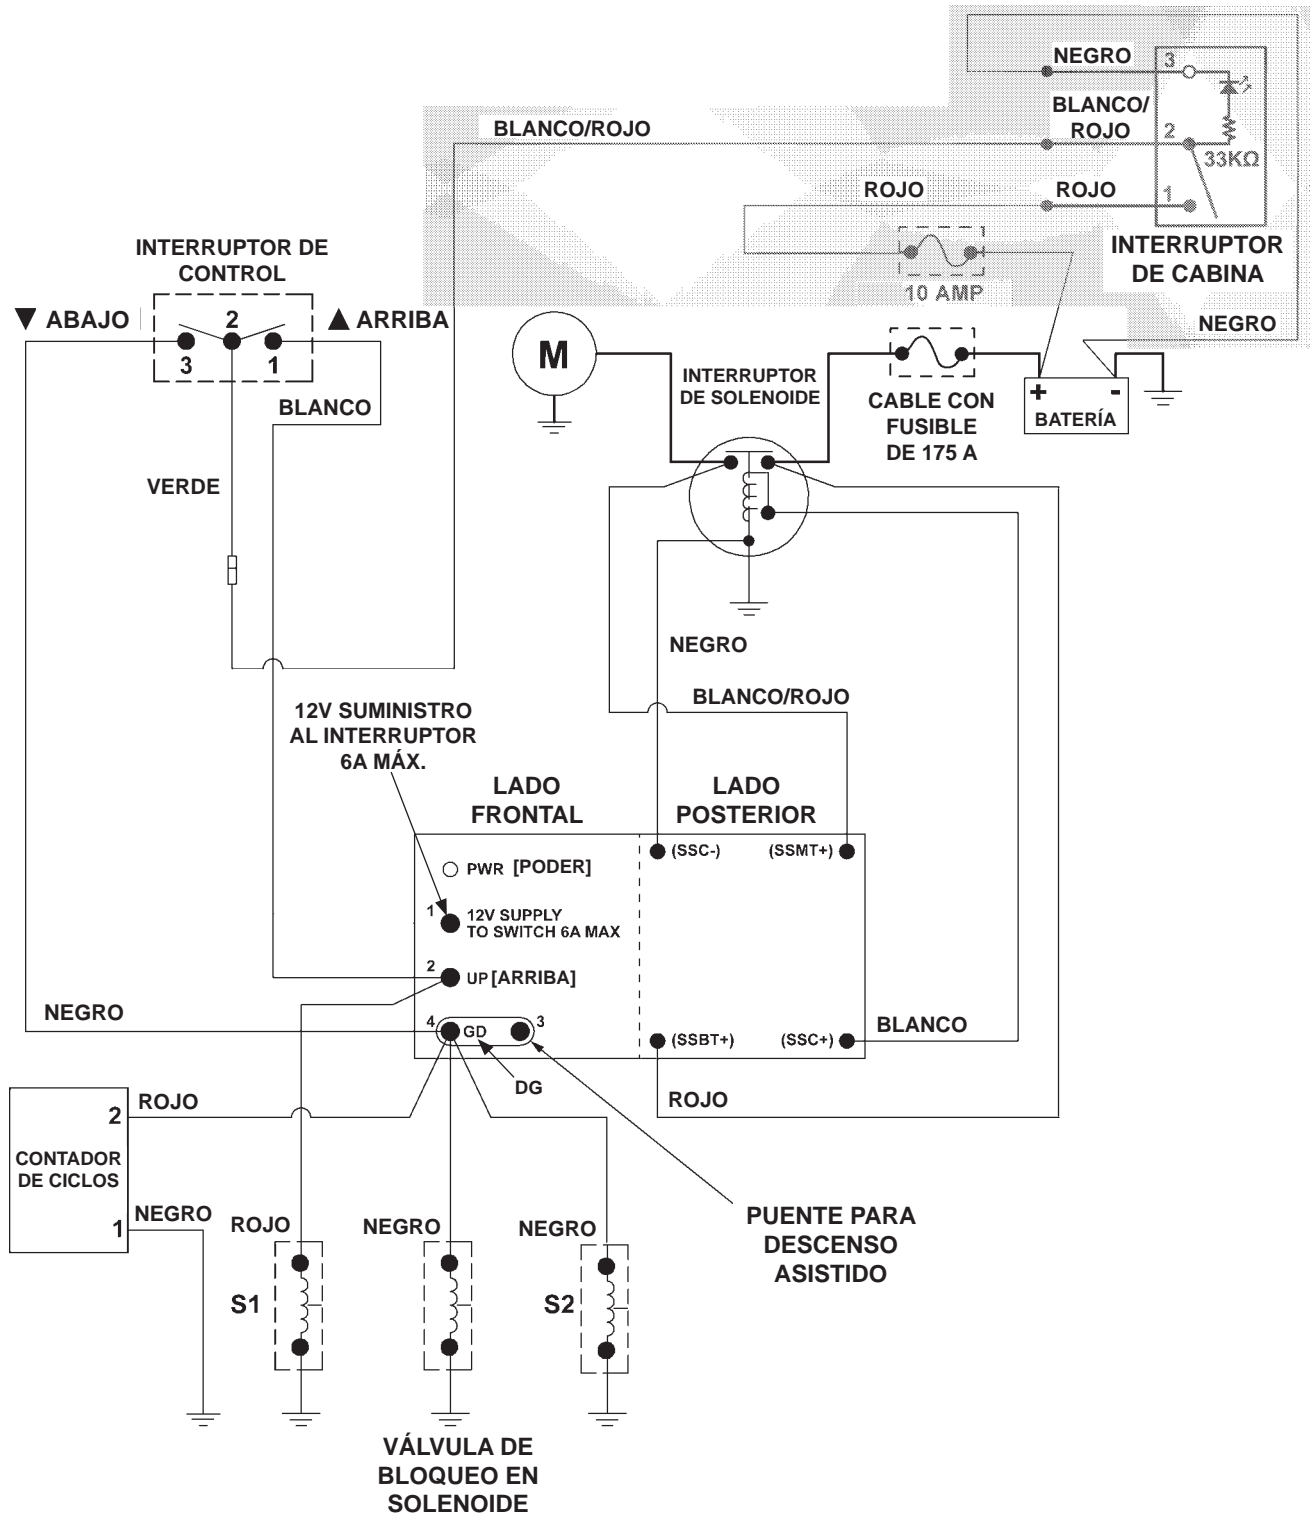 NEGRO
3
BLANCO/
ROJO
BLANCO/ROJO
2
33KΩ
ROJO
ROJO
1
INTERRUPTOR DE
CONTROL
INTERRUPTOR
DE CABINA
10 AMP
▼ ABAJO
2
▲ ARRIBA
NEGRO
3
1
M
INTERRUPTOR
DE SOLENOIDE
CABLE CON
FUSIBLE
DE 175 A
+
-
BATERÍA
BLANCO
VERDE
NEGRO
BLANCO/ROJO
12V SUMINISTRO
AL INTERRUPTOR
6A MÁX.
LADO
FRONTAL
LADO
POSTERIOR
(SSC-)
(SSMT+)
PWR [PODER]
1
12V SUPPLY
TO SWITCH 6A MAX
2
UP [ARRIBA]
NEGRO
4
GD
3
(SSBT+)
(SSC+)
BLANCO
DG
ROJO
2
ROJO
CONTADOR
DE CICLOS
1
NEGRO
ROJO
NEGRO
NEGRO
PUENTE PARA
DESCENSO
ASISTIDO
S1
S2
VÁLVULA DE
BLOQUEO EN
SOLENOIDE